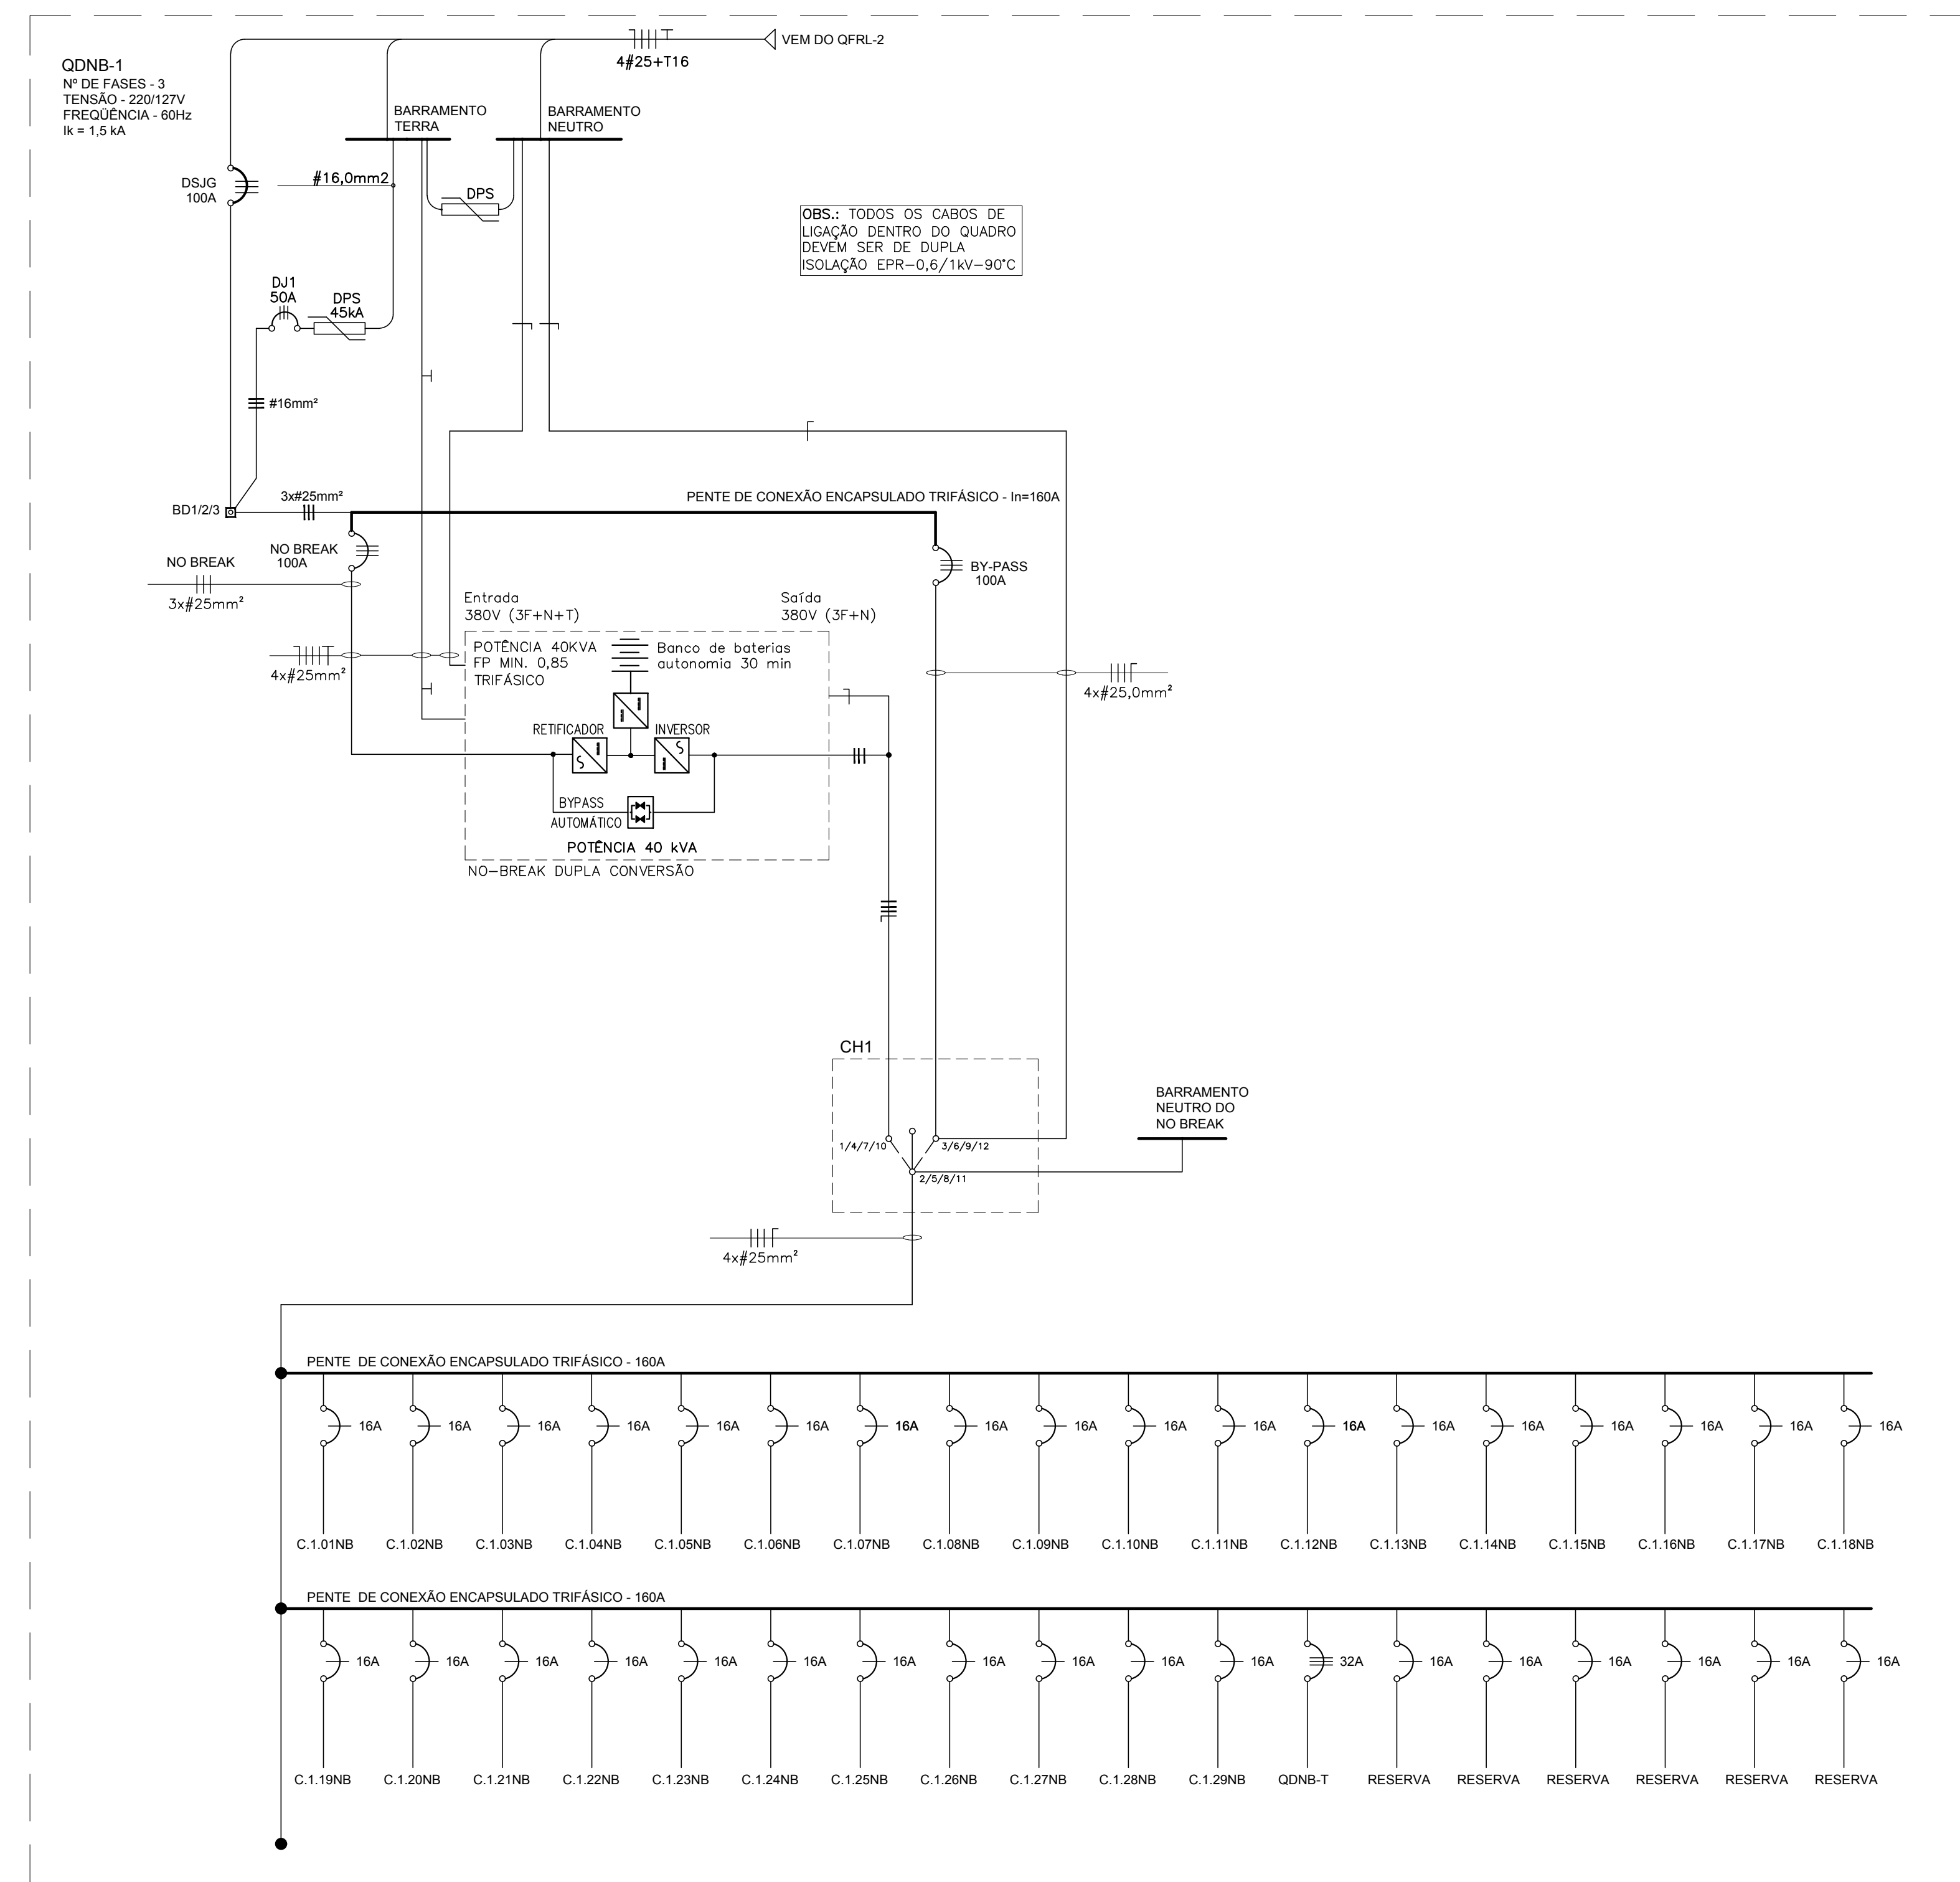 VEM DO QFRL-2
4#25+T16
QDNB-1
Nº DE FASES - 3
TENSÃO - 220/127V
FREQÜÊNCIA - 60Hz
Ik = 1,5 kA
BARRAMENTO
TERRA
BARRAMENTO
NEUTRO
DSJG
100A
#16,0mm2
DPS
OBS.: TODOS OS CABOS DE
LIGAÇÃO DENTRO DO QUADRO
DEVEM SER DE DUPLA
ISOLAÇÃO EPR-0,6/1kV-90°C
DJ1
50A
DPS
45kA
#16mm²
BD1/2/3
3x#25mm²
PENTE DE CONEXÃO ENCAPSULADO TRIFÁSICO - In=160A
NO BREAK
100A
NO BREAK
3x#25mm²
BY-PASS
100A
Entrada
380V (3F+N+T)
Saída
380V (3F+N)
4x#25mm²
POTÊNCIA 40KVA
FP MIN. 0,85
TRIFÁSICO
Banco de baterias
autonomia 30 min
4x#25,0mm²
RETIFICADOR
INVERSOR
BYPASS
AUTOMÁTICO
POTÊNCIA 40 kVA
NO-BREAK DUPLA CONVERSÃO
CH1
BARRAMENTO
NEUTRO DO
NO BREAK
1/4/7/10
3/6/9/12
2/5/8/11
4x#25mm²
PENTE DE CONEXÃO ENCAPSULADO TRIFÁSICO - 160A
16A 16A 16A 16A 16A 16A 16A 16A 16A 16A 16A 16A 16A 16A 16A 16A 16A 16A
C.1.01NB C.1.02NB C.1.03NB C.1.04NB C.1.05NB C.1.06NB C.1.07NB C.1.08NB C.1.09NB C.1.10NB C.1.11NB C.1.12NB C.1.13NB C.1.14NB C.1.15NB C.1.16NB C.1.17NB C.1.18NB
PENTE DE CONEXÃO ENCAPSULADO TRIFÁSICO - 160A
16A 16A 16A 16A 16A 16A 16A 16A 16A 16A 16A 32A 16A 16A 16A 16A 16A 16A
C.1.19NB C.1.20NB C.1.21NB C.1.22NB C.1.23NB C.1.24NB C.1.25NB C.1.26NB C.1.27NB C.1.28NB C.1.29NB QDNB-T RESERVA RESERVA RESERVA RESERVA RESERVA RESERVA